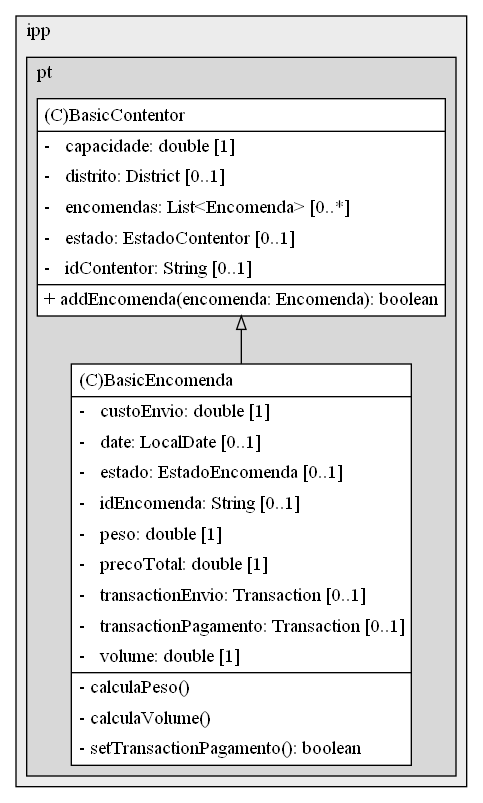 ipp
pt
(C)BasicContentor
- capacidade: double [1]
- distrito: District [0..1]
- encomendas: List<Encomenda> [0..*]
- estado: EstadoContentor [0..1]
- idContentor: String [0..1]
+ addEncomenda(encomenda: Encomenda): boolean
(C)BasicEncomenda
- custoEnvio: double [1]
- date: LocalDate [0..1]
- estado: EstadoEncomenda [0..1]
- idEncomenda: String [0..1]
- peso: double [1]
- precoTotal: double [1]
- transactionEnvio: Transaction [0..1]
- transactionPagamento: Transaction [0..1]
- volume: double [1]
- calculaPeso()
- calculaVolume()
- setTransactionPagamento(): boolean